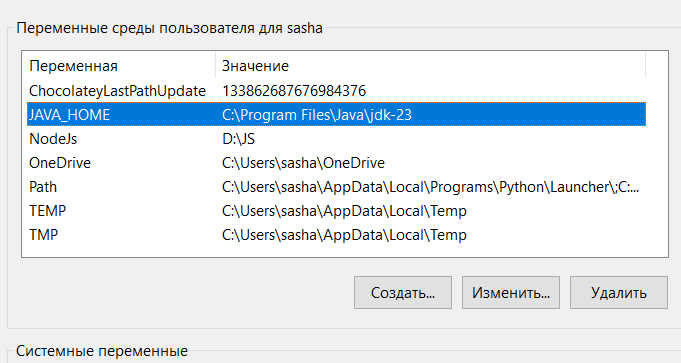 Переменные среды пользователя для sasha
Переменная Значение
ChocolateyLastPathUpdate 133862687676984376
JAVA_HOME C:\Program Files\Java\jdk-23
NodeJs D:\JS
OneDrive C:\Users\sasha\OneDrive
Path C:\Users\sasha\AppData\Local\Programs\Python\Launcher\;C:...
TEMP C:\Users\sasha\AppData\Local\Temp
TMP C:\Users\sasha\AppData\Local\Temp
Создать... Изменить... Удалить
Системные переменные